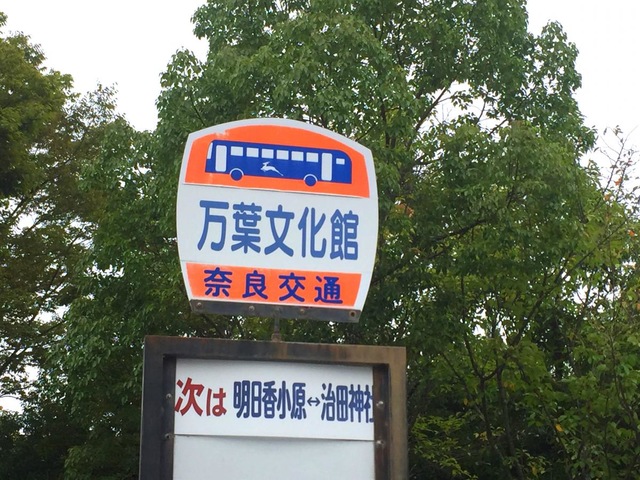 万葉文化館
奈良交通
次は 明日香小原↔治田神社